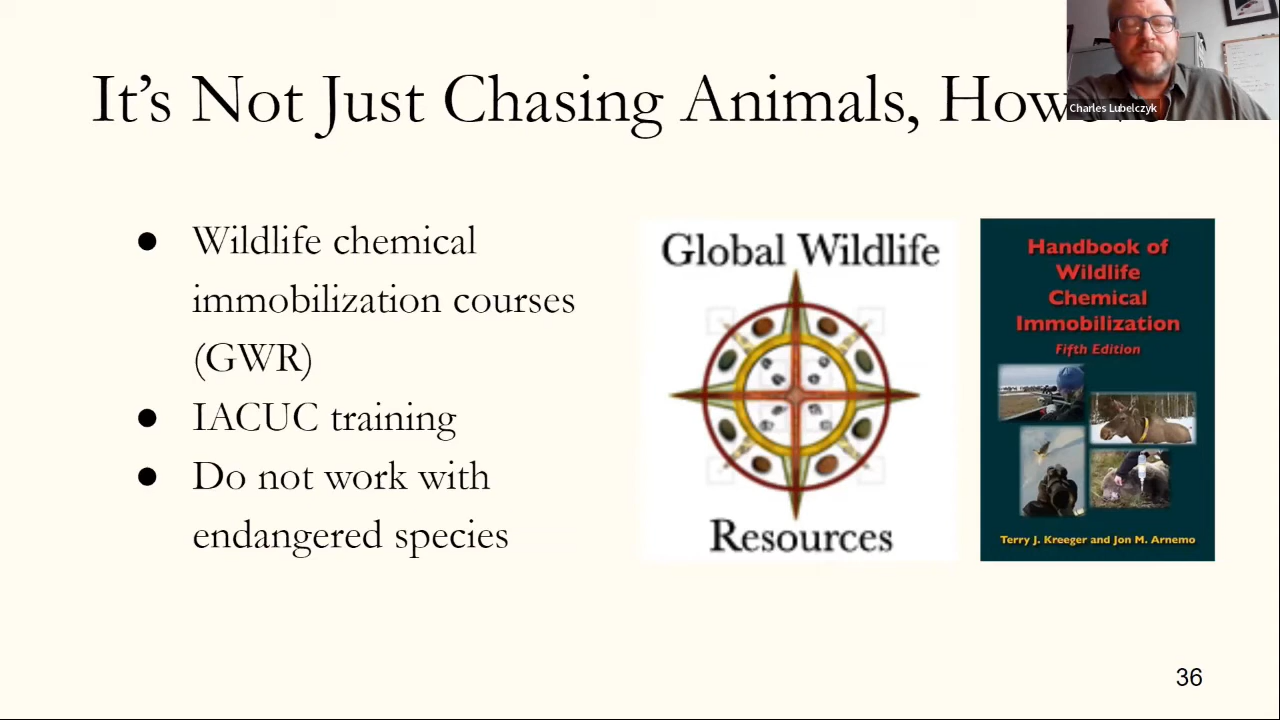 It’s Not Just Chasing Animals, How
Charles Lubelczyk
● Wildlife chemical
immobilization courses
(GWR)
● IACUC training
● Do not work with
endangered species
Global Wildlife
Resources
Handbook of
Wildlife
Chemical
Immobilization
Fifth Edition
Terry J. Kreeger and Jon M. Arnemo
36